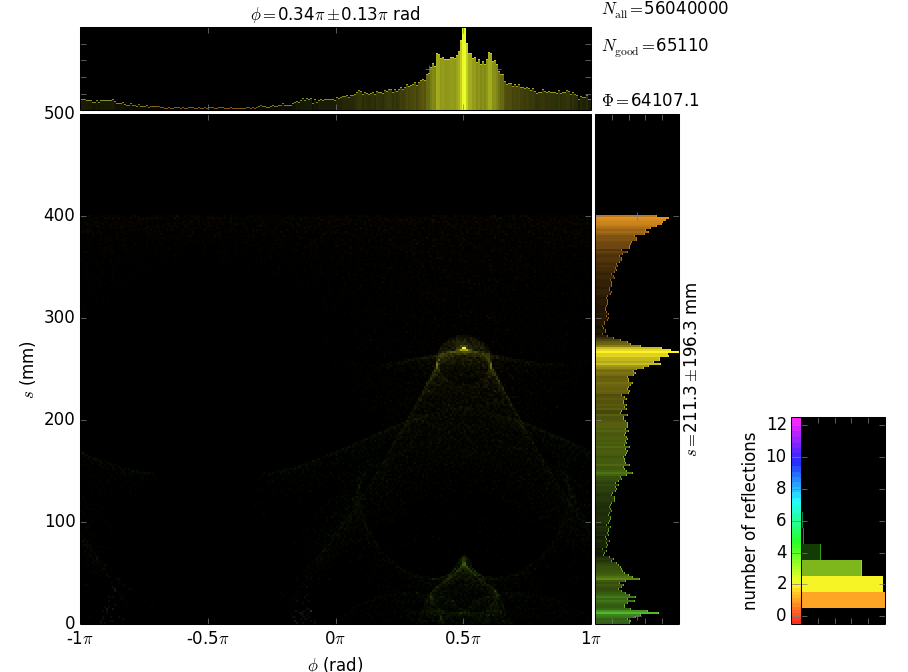 ϕ = 0.34π ± 0.13π rad
N_all = 56040000
N_good = 65110
Φ = 64107.1
500
400
300
200
100
0
s (mm)
-1π
-0.5π
0π
0.5π
1π
ϕ (rad)
s = 211.3 ± 196.3 mm
number of reflections
12
10
8
6
4
2
0